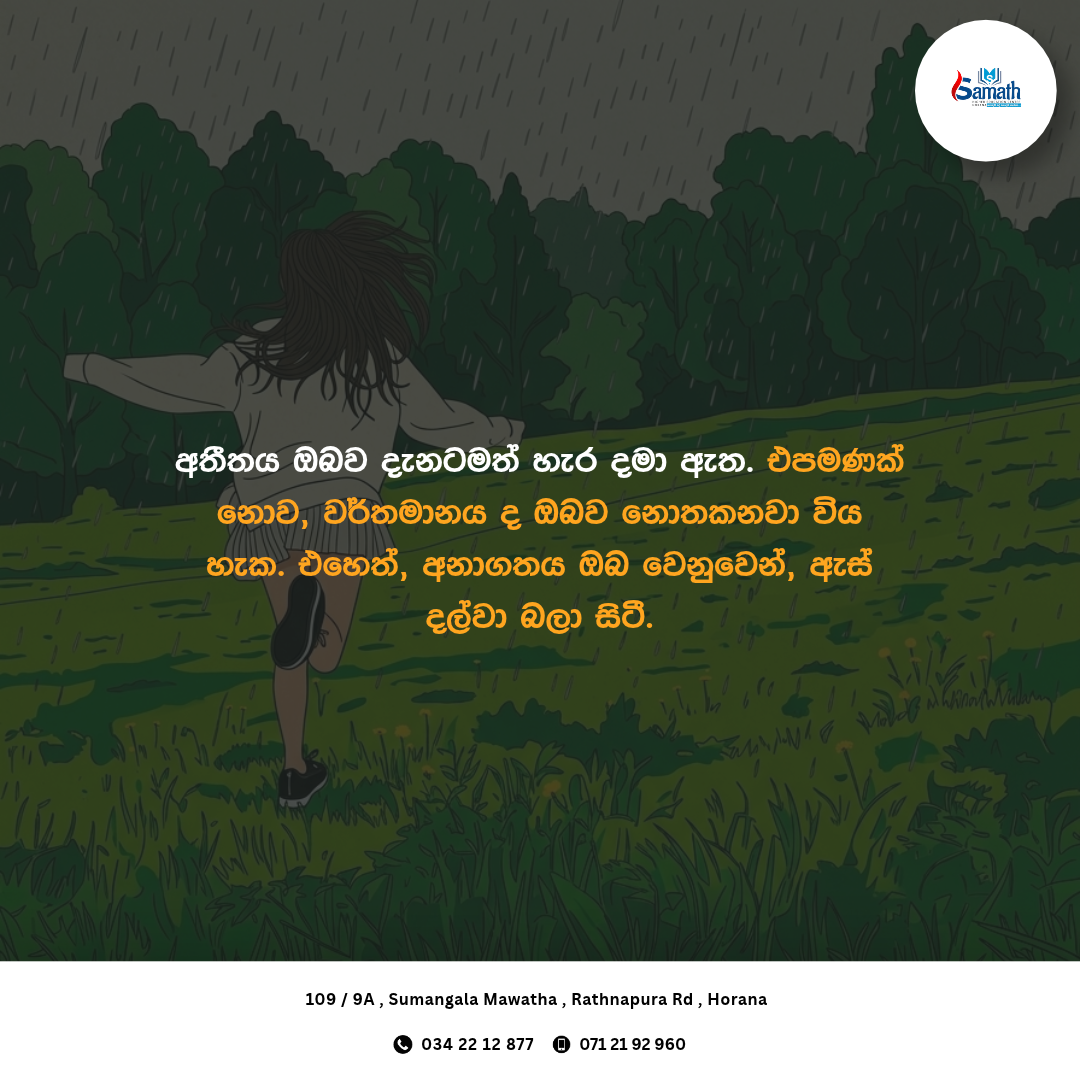 Samath
අතීතය ඔබව දැනටමත් හැර දමා ඇත. එපමණක්
නොව, වර්තමානය ද ඔබව නොතකනවා විය
හැක. එහෙත්, අනාගතය ඔබ වෙනුවෙන්, ඇස්
දල්වා බලා සිටී.
109 / 9A , Sumangala Mawatha , Rathnapura Rd , Horana
034 22 12 877 071 21 92 960